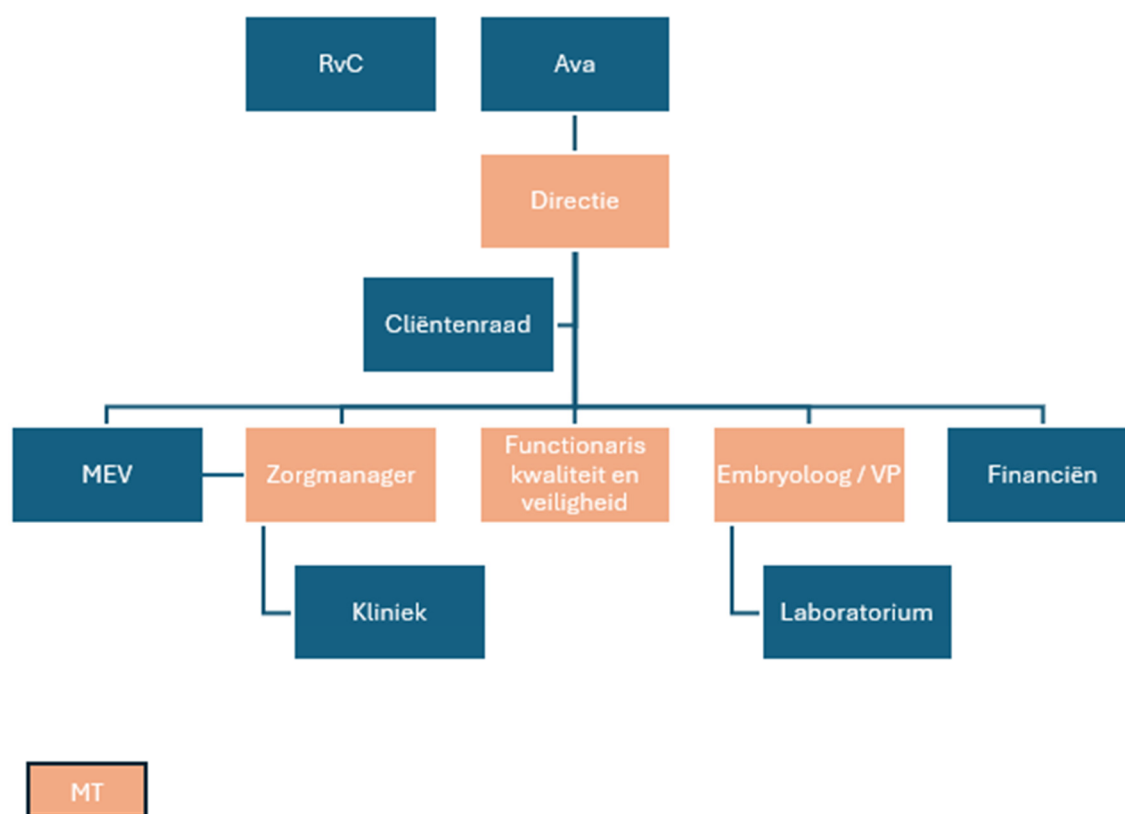 RvC
Ava
Directie
Cliëntenraad
MEV
Zorgmanager
Functionaris
kwaliteit en
veiligheid
Embryoloog / VP
Financiën
Kliniek
Laboratorium
MT